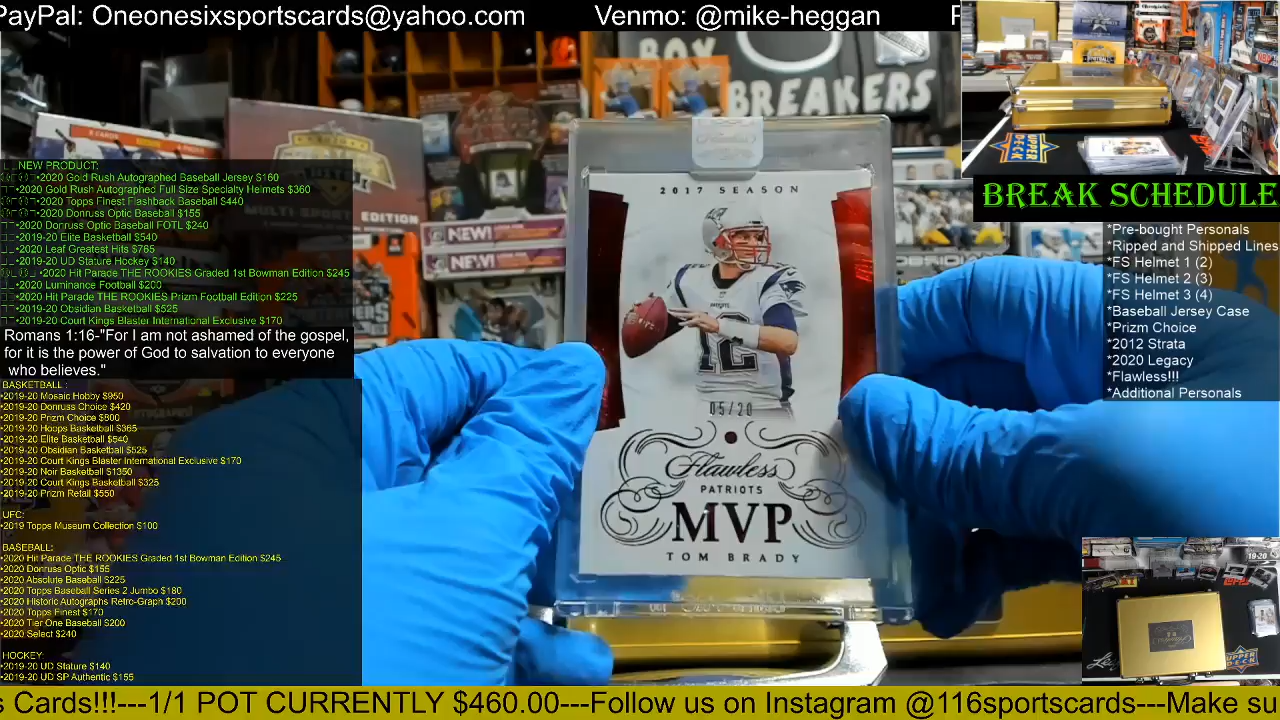 PayPal: Oneonesixsportscards@yahoo.com Venmo: @mike-heggan
BOX
BREAKERS
NEW PRODUCT:
•2020 Gold Rush Autographed Baseball Jersey $160
•2020 Gold Rush Autographed Full Size Specialty Helmets $360
•2020 Topps Finest Flashback Baseball $440
•2020 Donruss Optic Baseball $155
•2020 Donruss Optic Baseball FOTL $240
•2019-20 Elite Basketball $540
•2020 Leaf Greatest Hits $765
•2019-20 UD Stature Hockey $140
•2020 Hit Parade THE ROOKIES Graded 1st Bowman Edition $245
•2020 Luminance Football $200
•2020 Hit Parade THE ROOKIES Prizm Football Edition $225
•2019-20 Obsidian Basketball $525
•2019-20 Court Kings Blaster International Exclusive $170
Romans 1:16-"For I am not ashamed of the gospel,
for it is the power of God to salvation to everyone
who believes."
BASKETBALL :
•2019-20 Mosaic Hobby $950
•2019-20 Donruss Choice $420
•2019-20 Prizm Choice $800
•2019-20 Hoops Basketball $365
•2019-20 Elite Basketball $540
•2019-20 Obsidian Basketball $525
•2019-20 Court Kings Blaster International Exclusive $170
•2019-20 Noir Basketball $1350
•2019-20 Court Kings Basketball $325
•2019-20 Prizm Retail $550
UFC:
•2019 Topps Museum Collection $100
BASEBALL:
•2020 Hit Parade THE ROOKIES Graded 1st Bowman Edition $245
•2020 Donruss Optic $155
•2020 Absolute Baseball $225
•2020 Topps Baseball Series 2 Jumbo $180
•2020 Historic Autographs Retro-Graph $200
•2020 Topps Finest $170
•2020 Tier One Baseball $200
•2020 Select $240
HOCKEY:
•2019-20 UD Stature $140
•2019-20 UD SP Authentic $155
MULTI SPORT
EDITION
NEW!
NEW!
2017 SEASON
PATRIOTS
12
05/20
Flawless
PATRIOTS
MVP
TOM BRADY
OBSIDIAN
UPPER
DECK
BREAK SCHEDULE
*Pre-bought Personals
*Ripped and Shipped Lines
*FS Helmet 1 (2)
*FS Helmet 2 (3)
*FS Helmet 3 (4)
*Baseball Jersey Case
*Prizm Choice
*2012 Strata
*2020 Legacy
*Flawless!!!
*Additional Personals
19-20
Leaf
UPPER
DECK
s Cards!!!---1/1 POT CURRENTLY $460.00---Follow us on Instagram @116sportscards---Make su